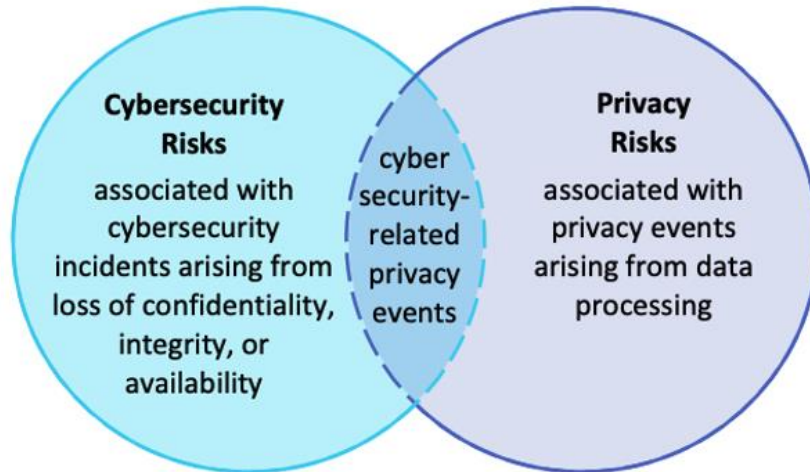 Cybersecurity
Risks
associated with
cybersecurity
incidents arising from
loss of confidentiality,
integrity, or
availability
cyber
security-
related
privacy
events
Privacy
Risks
associated with
privacy events
arising from data
processing